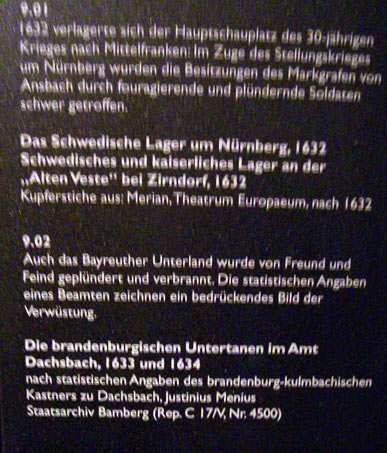 9.01
1632 verlagerte sich der Hauptschauplatz des 30-jährigen
Krieges nach Mittelfranken: Im Zuge des Stellungskrieges
um Nürnberg wurden die Besitzungen des Markgrafen von
Ansbach durch fouragierende und plündernde Soldaten
schwer getroffen.
Das Schwedische Lager um Nürnberg, 1632
Schwedisches und kaiserliches Lager an der
„Alten Veste" bei Zirndorf, 1632
Kupferstiche aus: Merian, Theatrum Europaeum, nach 1632
9.02
Auch das Bayreuther Unterland wurde von Freund und
Feind geplündert und verbrannt. Die statistischen Angaben
eines Beamten zeichnen ein bedrückendes Bild der
Verwüstung.
Die brandenburgischen Untertanen im Amt
Dachsbach, 1633 und 1634
nach statistischen Angaben des brandenburg-kulmbachischen
Kastners zu Dachsbach, Justinius Menius
Staatsarchiv Bamberg (Rep. C 17/V, Nr. 4500)